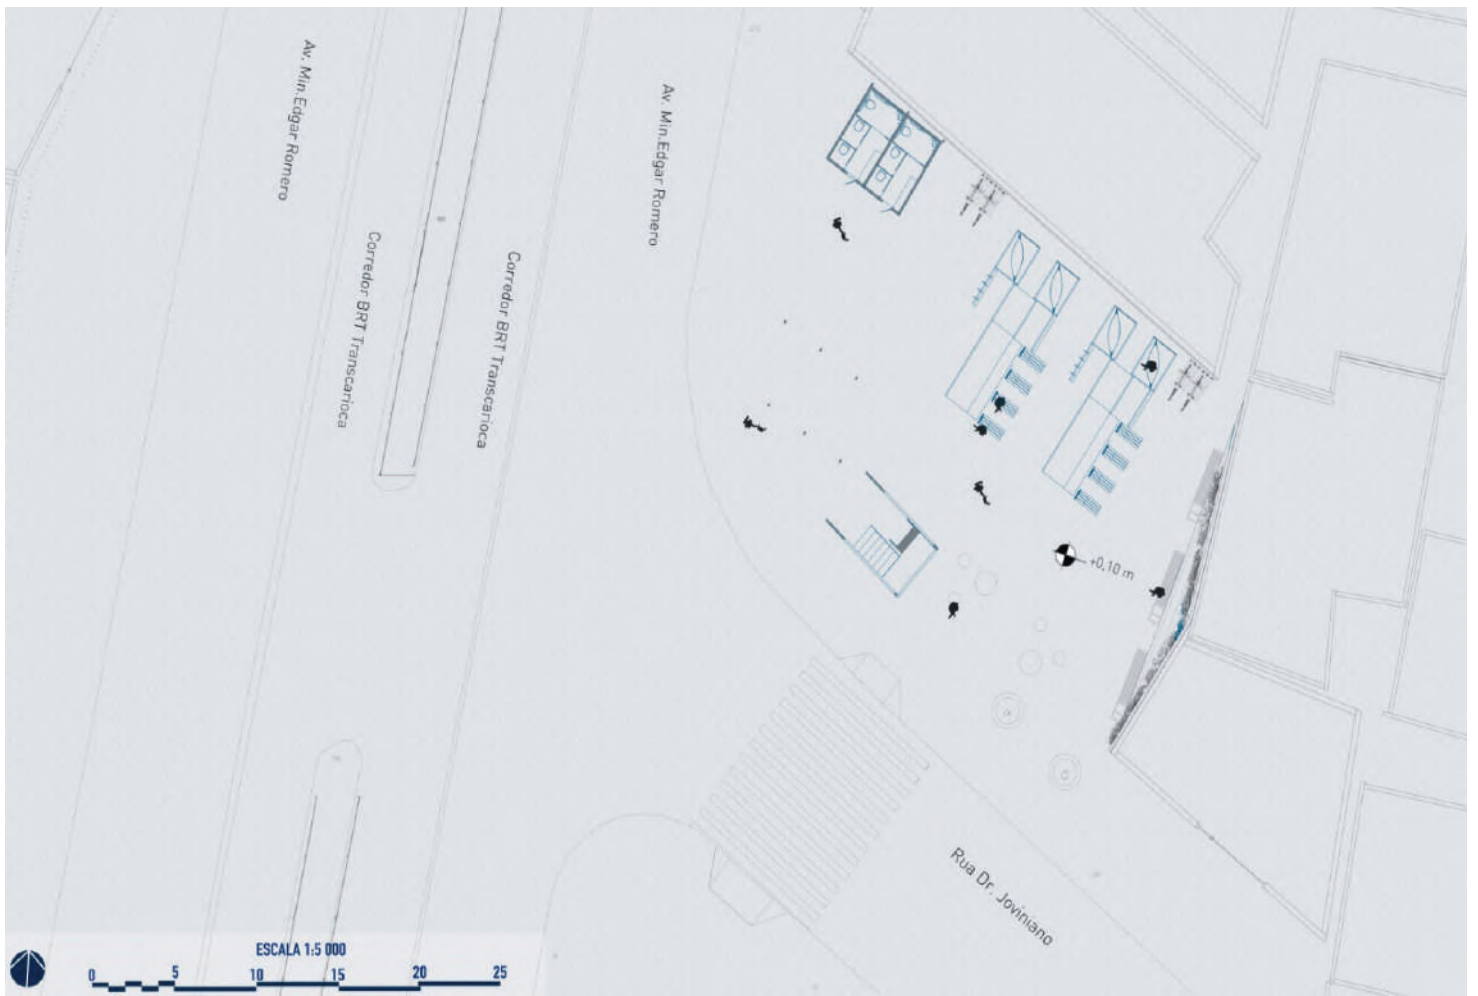 Av. Min.Edgar Romero
Av. Min.Edgar Romero
Corredor BRT Transcarioca
Corredor BRT Transcarioca
+0,10 m
Rua Dr. Joviniano
ESCALA 1:5 000
0 5 10 15 20 25